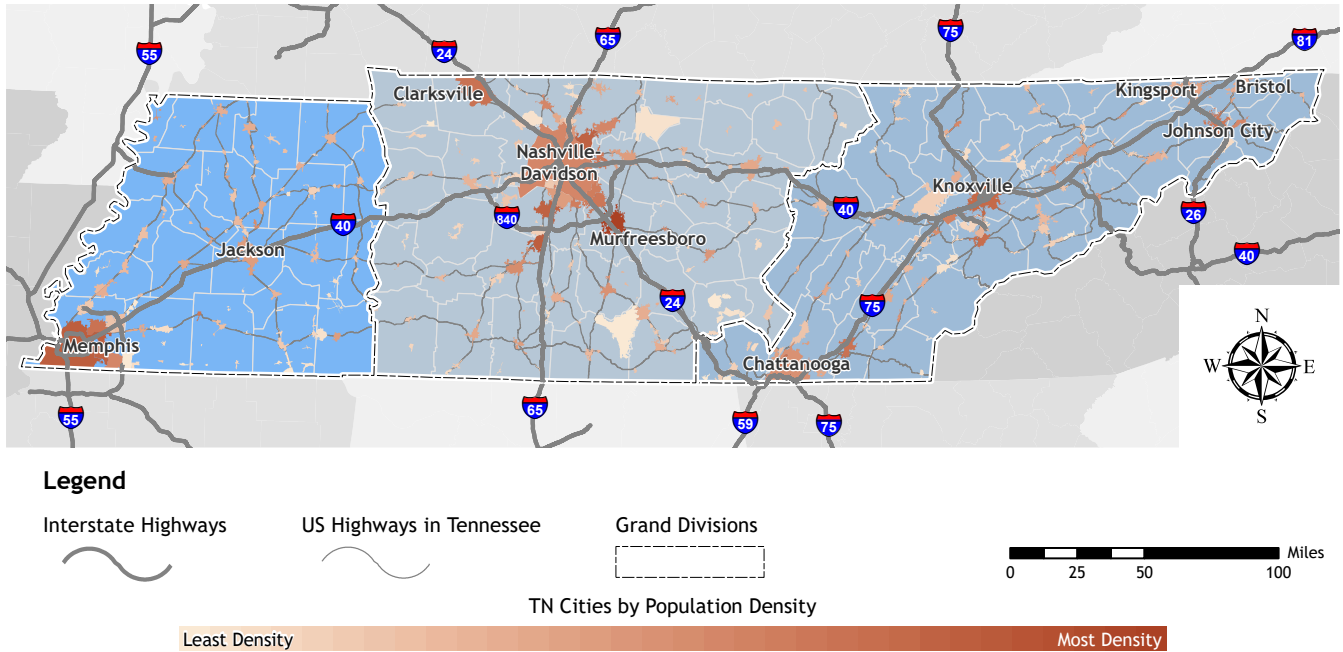 55
24
65
75
81
Clarksville
Kingsport
Bristol
Johnson City
Nashville-
Davidson
Knoxville
40
840
40
26
Jackson
Murfreesboro
40
24
75
Memphis
Chattanooga
55
65
59
75
N
W
E
S
Legend
Interstate Highways
US Highways in Tennessee
Grand Divisions
Miles
0 25 50 100
TN Cities by Population Density
Least Density
Most Density